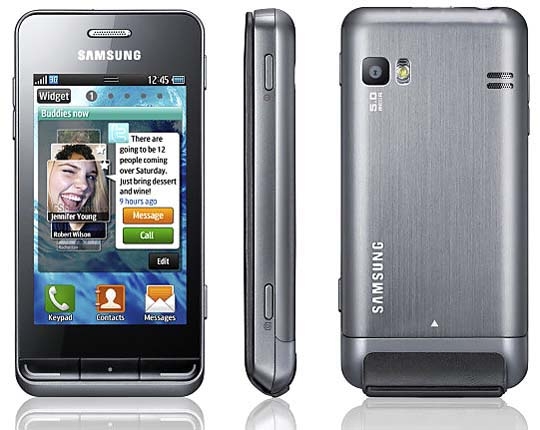 SAMSUNG
12:45
Widget
1
Buddies now
There are
going to be 12
people coming
over Saturday.
Just bring dessert
and wine!
9 hours ago
Message
Call
Jennifer Young
Robert Wilson
Edit
Keypad
Contacts
Messages
5.0
SAMSUNG